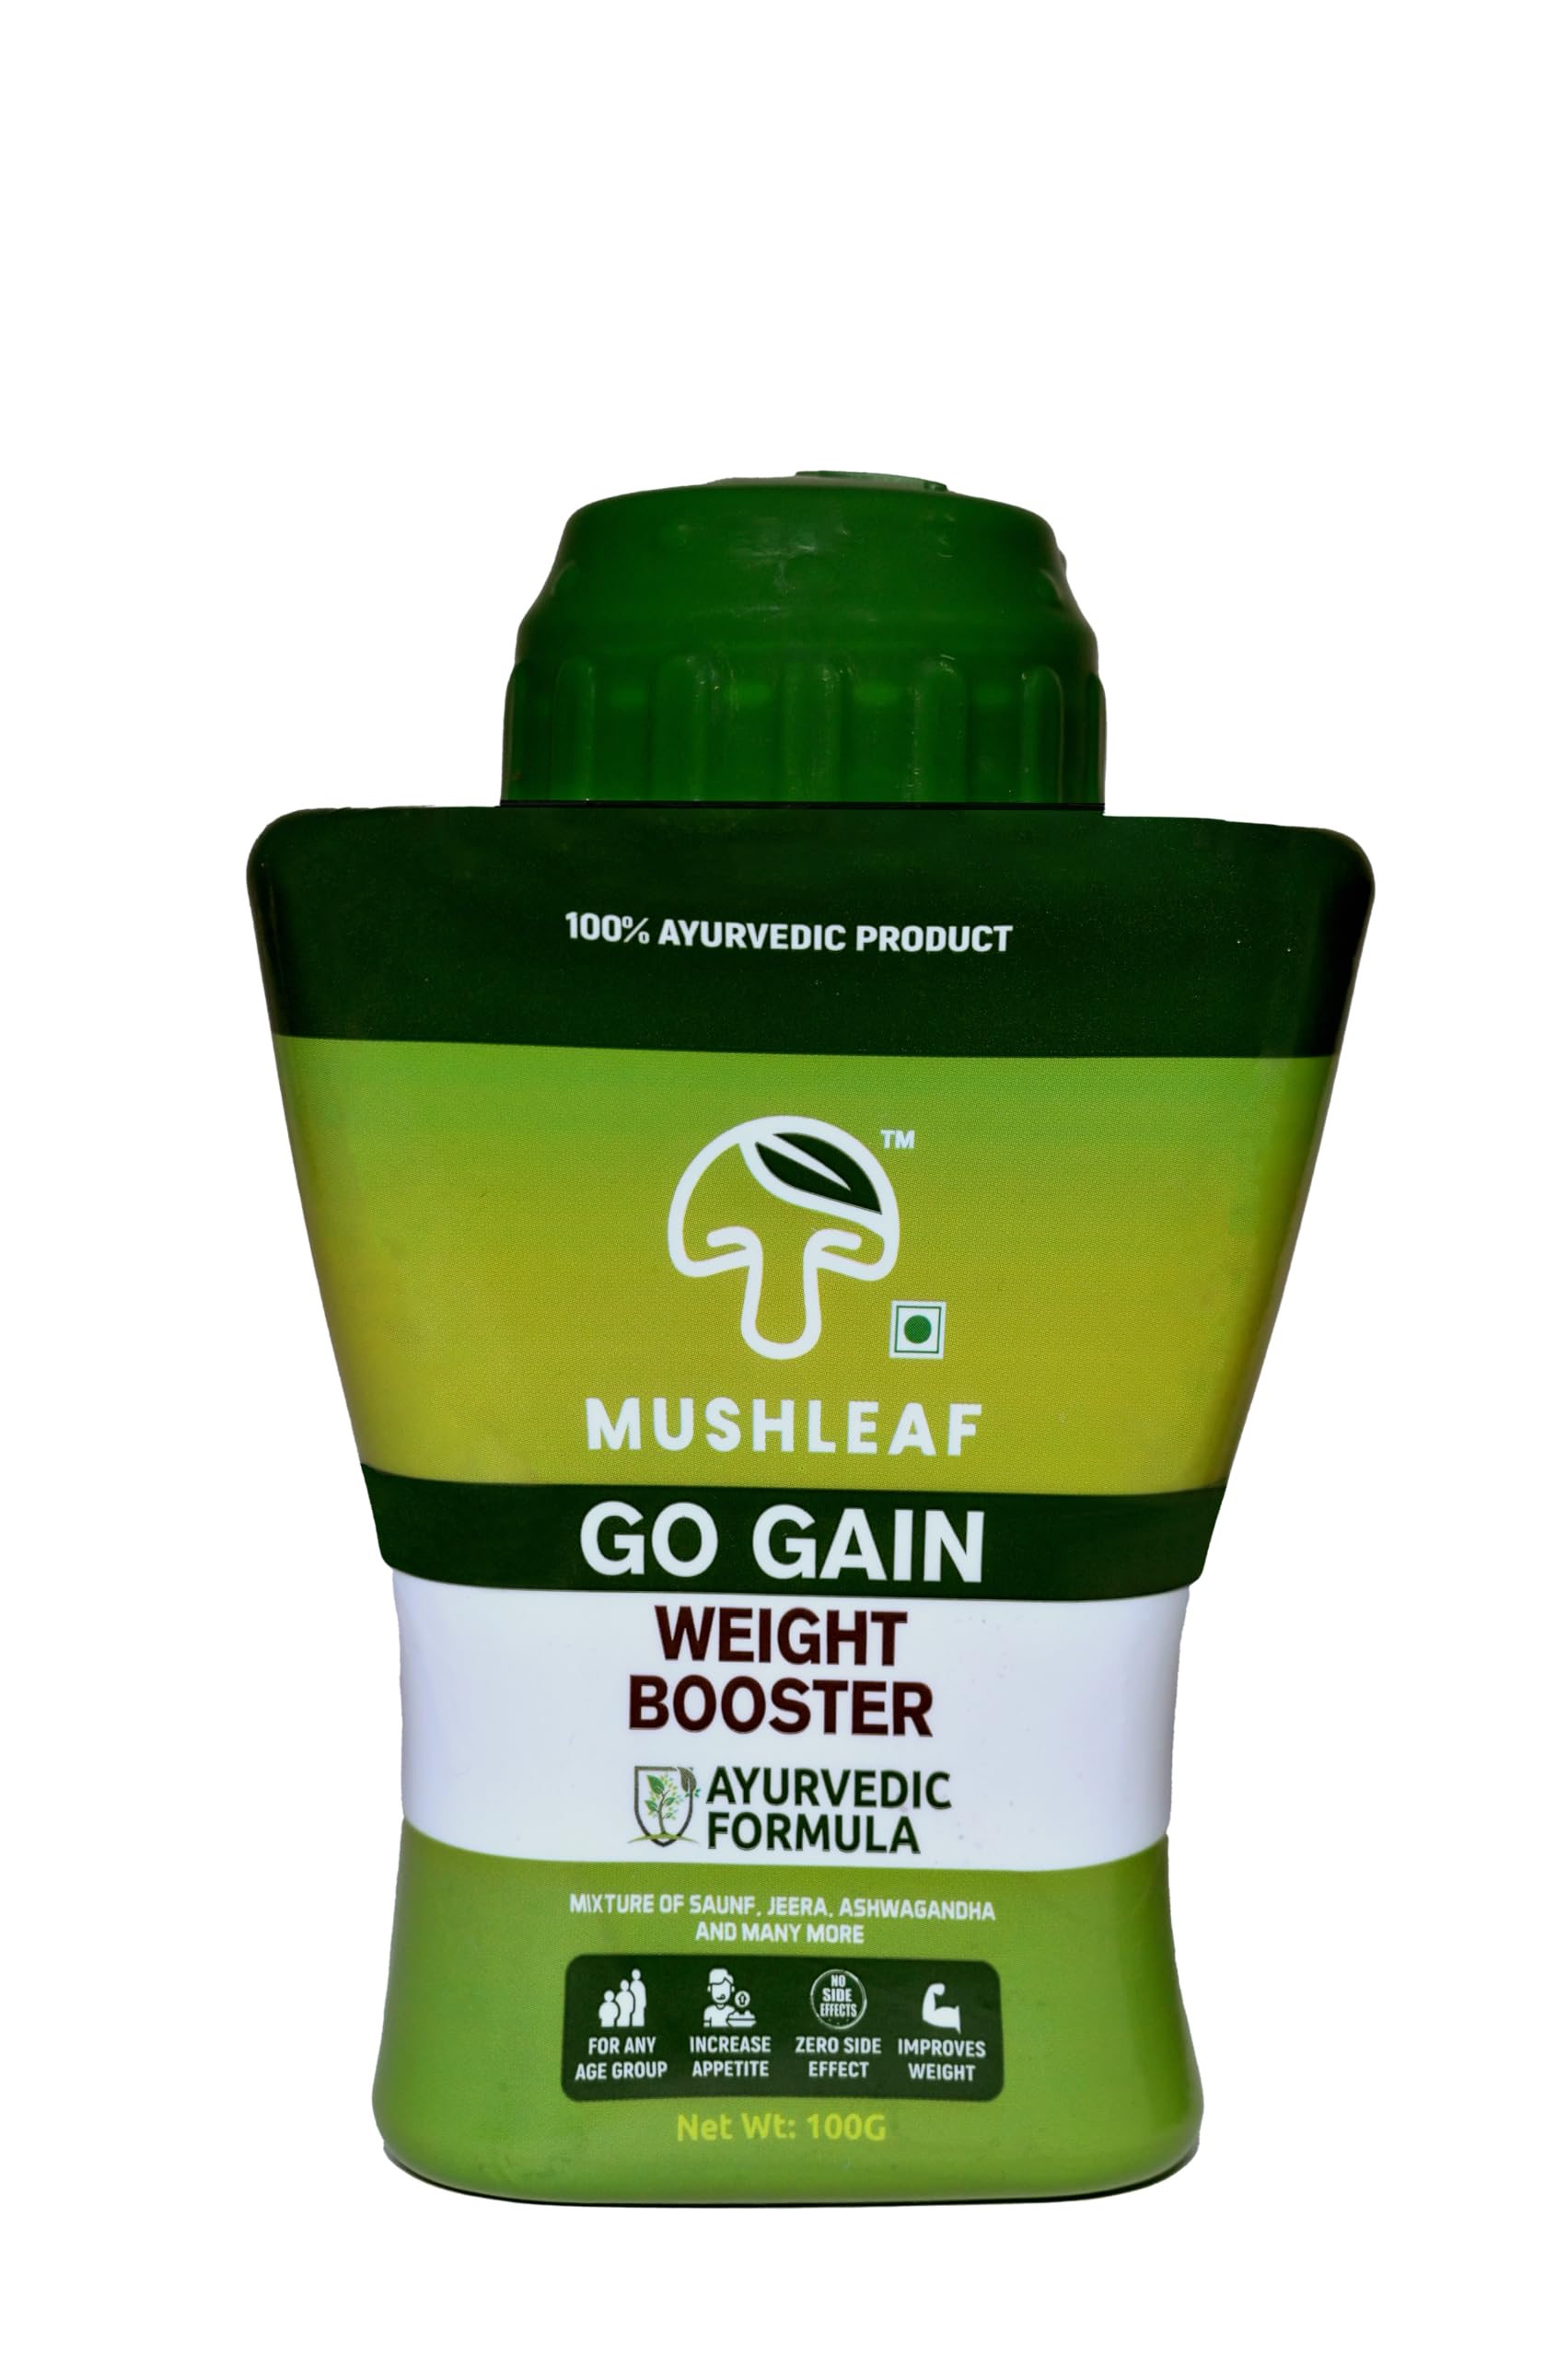 100% AYURVEDIC PRODUCT
TM
MUSHLEAF
GO GAIN
WEIGHT
BOOSTER
AYURVEDIC
FORMULA
MIXTURE OF SAUNF, JEERA, ASHWAGANDHA
AND MANY MORE
NO
SIDE
EFFECTS
FOR ANY
AGE GROUP
INCREASE
APPETITE
ZERO SIDE
EFFECT
IMPROVES
WEIGHT
Net Wt: 100G